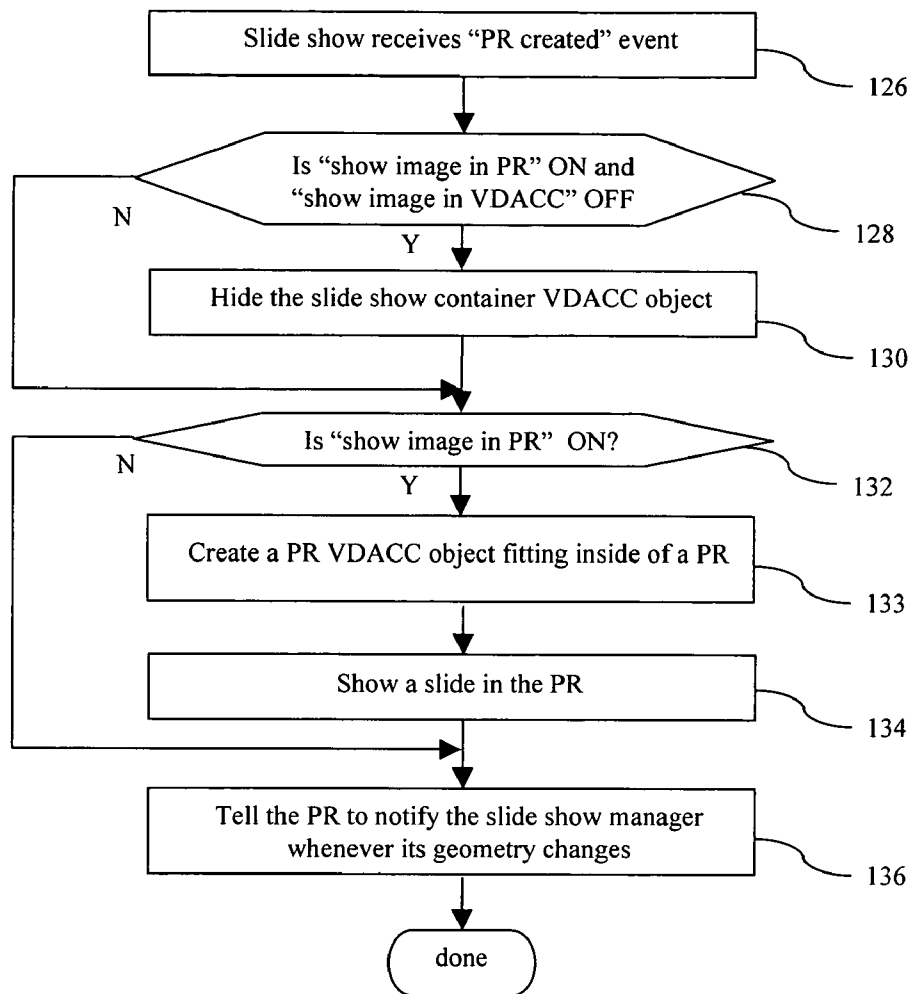 Slide show receives “PR created” event
126
Is “show image in PR” ON and
“show image in VDACC” OFF
N
128
Y
Hide the slide show container VDACC object
130
Is “show image in PR” ON?
N
132
Y
Create a PR VDACC object fitting inside of a PR
133
Show a slide in the PR
134
Tell the PR to notify the slide show manager
whenever its geometry changes
136
done